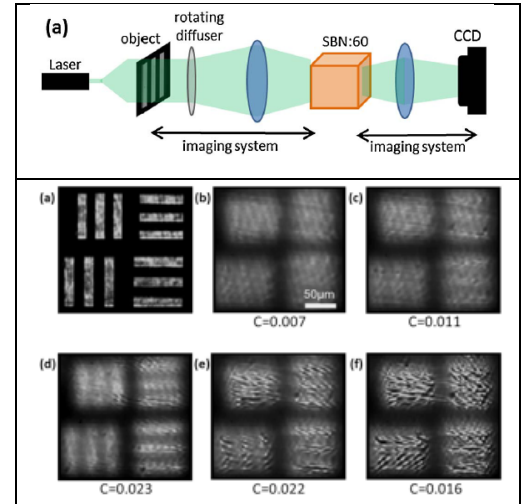 (a)
rotating
diffuser
object
SBN:60
CCD
Laser
imaging system
imaging system
(a)
(b)
(c)
50μm
C=0.007
C=0.011
(d)
(e)
(f)
C=0.023
C=0.022
C=0.016